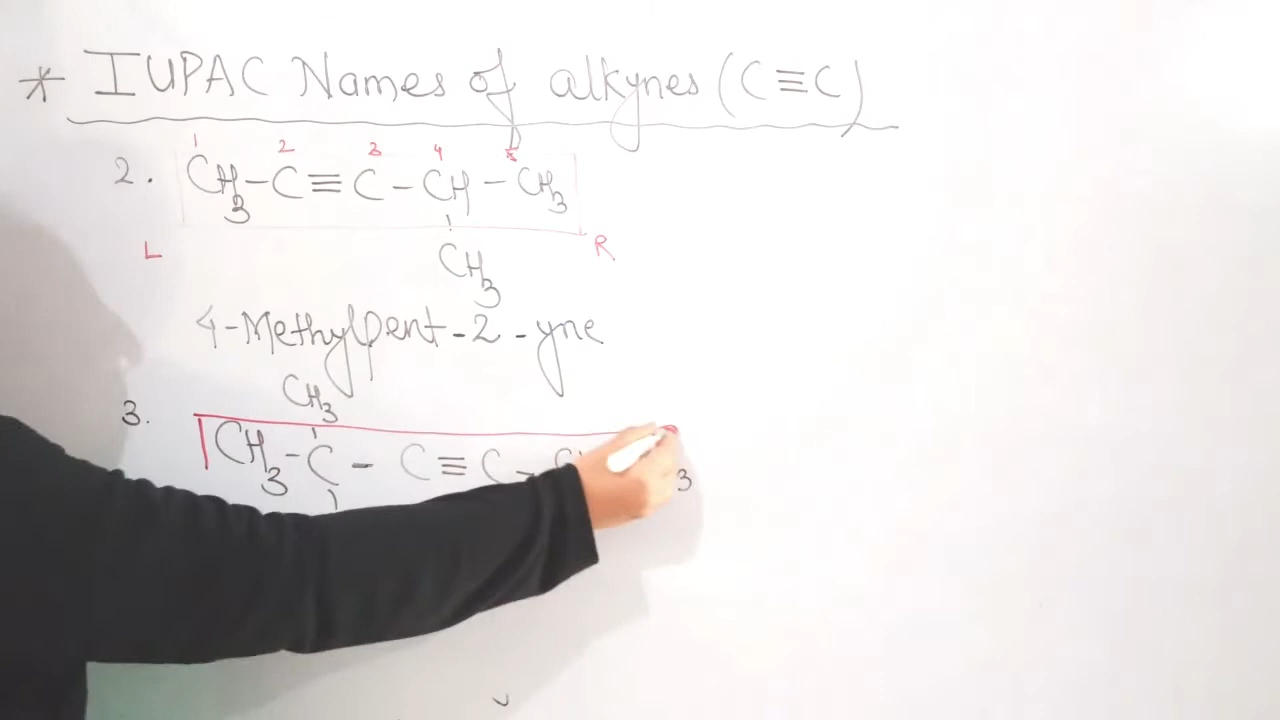 * IUPAC Names of alkynes (C≡C)
1 2 3 4 5
2. CH3-C≡C-CH-CH3
L R
CH3
4-Methylpent-2-yne
CH3
3. CH3-C-C≡C-
3